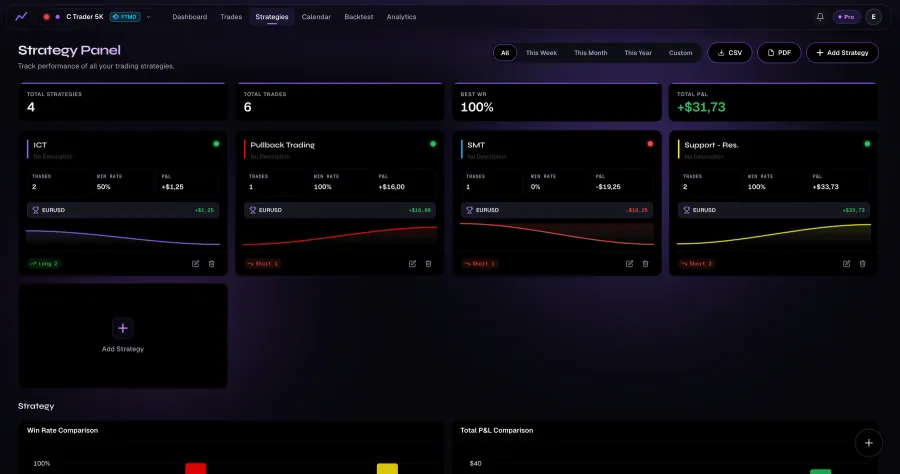 C Trader 5K FTMO Dashboard Trades Strategies Calendar Backtest Analytics Pro E
Strategy Panel
Track performance of all your trading strategies.
All This Week This Month This Year Custom CSV PDF Add Strategy
TOTAL STRATEGIES
4
TOTAL TRADES
6
BEST WR
100%
TOTAL P&L
+$31,73
ICT
No Description
TRADES WIN RATE P&L
2 50% +$1,25
EURUSD +$1,25
Long 2
Pullback Trading
No Description
TRADES WIN RATE P&L
1 100% +$16,00
EURUSD +$16,00
Short 1
SMT
No Description
TRADES WIN RATE P&L
1 0% -$19,25
EURUSD -$19,25
Short 1
Support - Res.
No Description
TRADES WIN RATE P&L
2 100% +$33,73
EURUSD +$33,73
Short 2
Add Strategy
Strategy
Win Rate Comparison
100%
Total P&L Comparison
$40